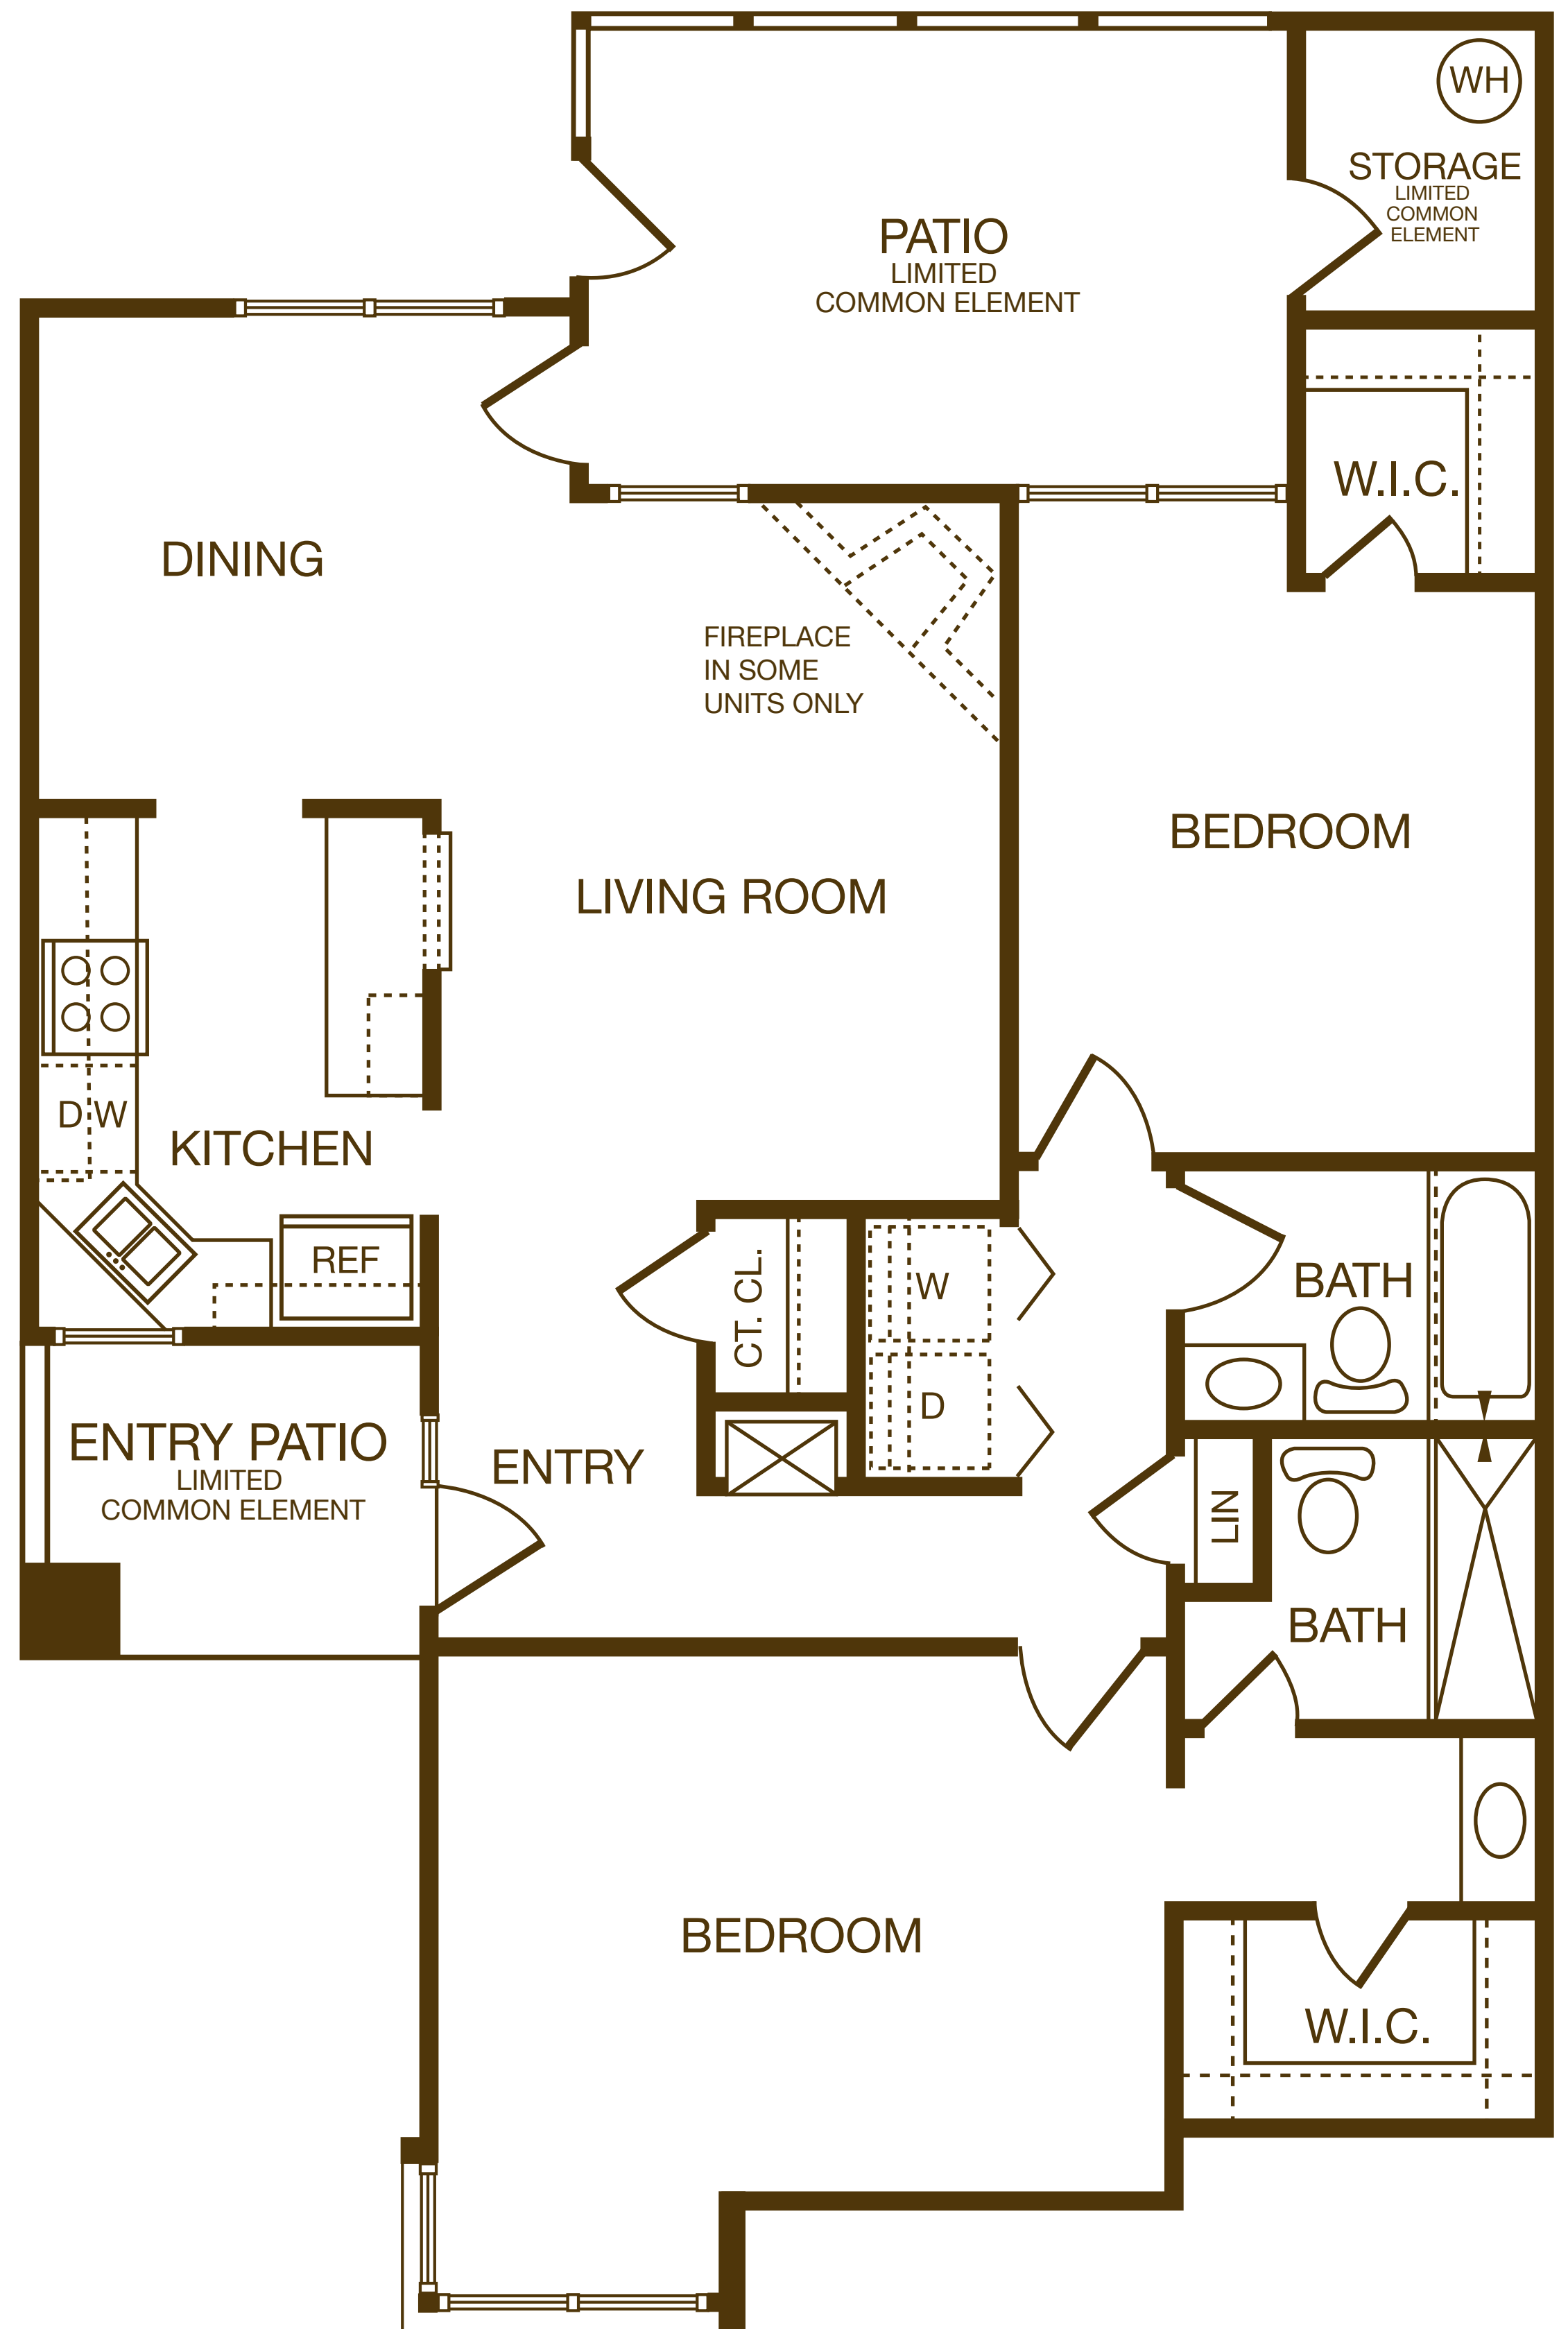 WH
STORAGE
LIMITED
COMMON
ELEMENT
PATIO
LIMITED
COMMON ELEMENT
W.I.C.
DINING
FIREPLACE
IN SOME
UNITS ONLY
BEDROOM
LIVING ROOM
D W
KITCHEN
REF
CT. CL.
W
D
BATH
ENTRY PATIO
LIMITED
COMMON ELEMENT
ENTRY
LIN
BATH
BEDROOM
W.I.C.